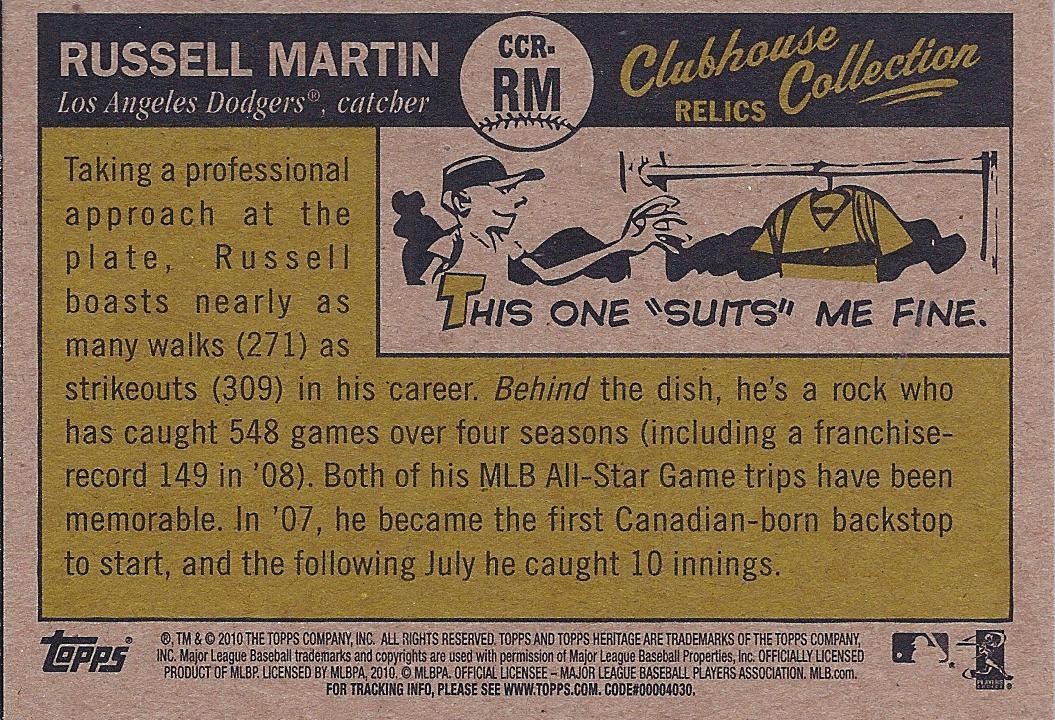 RUSSELL MARTIN
Los Angeles Dodgers®, catcher
CCR-
RM
Clubhouse
Collection
RELICS
Taking a professional
approach at the
plate, Russell
boasts nearly as
many walks (271) as
THIS ONE "SUITS" ME FINE.
strikeouts (309) in his career. Behind the dish, he's a rock who
has caught 548 games over four seasons (including a franchise-
record 149 in '08). Both of his MLB All-Star Game trips have been
memorable. In '07, he became the first Canadian-born backstop
to start, and the following July he caught 10 innings.
Topps®
®, TM & © 2010 THE TOPPS COMPANY, INC. ALL RIGHTS RESERVED. TOPPS AND TOPPS HERITAGE ARE TRADEMARKS OF THE TOPPS COMPANY,
INC. Major League Baseball trademarks and copyrights are used with permission of Major League Baseball Properties, Inc. OFFICIALLY LICENSED
PRODUCT OF MLBP. LICENSED BY MLBPA, 2010. © MLBPA. OFFICIAL LICENSEE – MAJOR LEAGUE BASEBALL PLAYERS ASSOCIATION. MLB.com.
FOR TRACKING INFO, PLEASE SEE WWW.TOPPS.COM. CODE#00004030.
PLAYERS
CHOICE